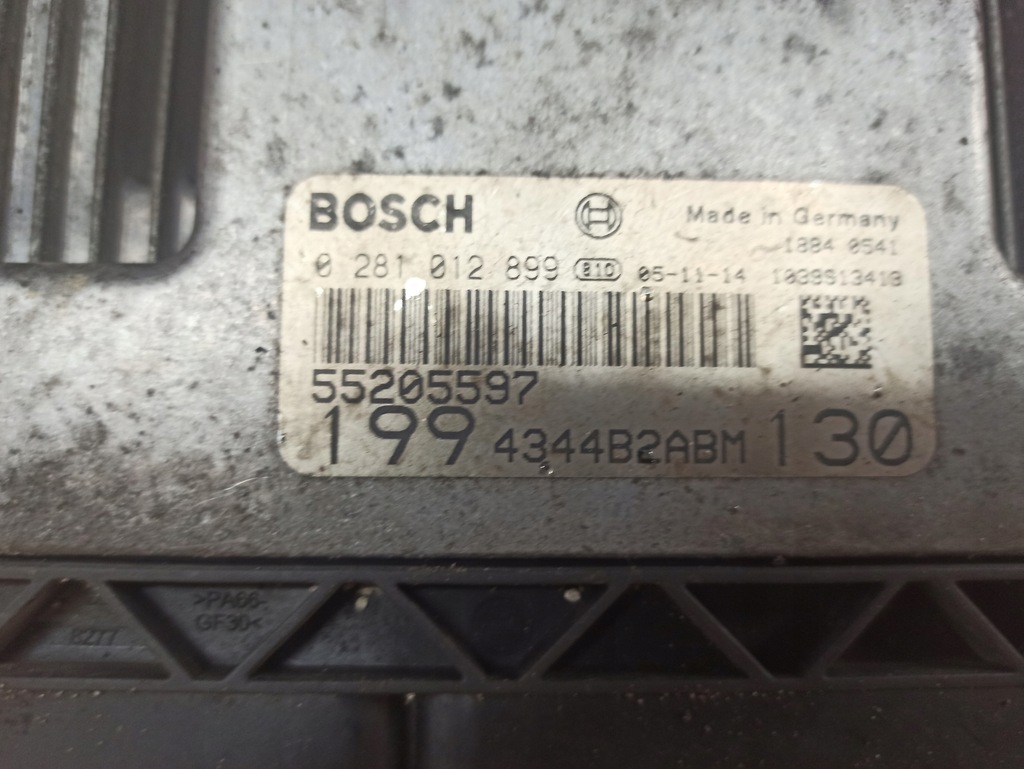 BOSCH Made in Germany
1884 0541
0 281 012 899 810 05-11-14 1039S13413
55205597
199 4344B2ABM 130
>PA66-
GF30<